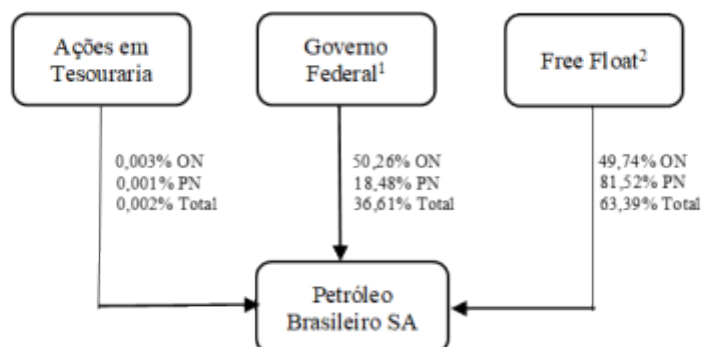 Ações em
Tesouraria
Governo
Federal¹
Free Float²
0,003% ON
0,001% PN
0,002% Total
50,26% ON
18,48% PN
36,61% Total
49,74% ON
81,52% PN
63,39% Total
Petróleo
Brasileiro SA